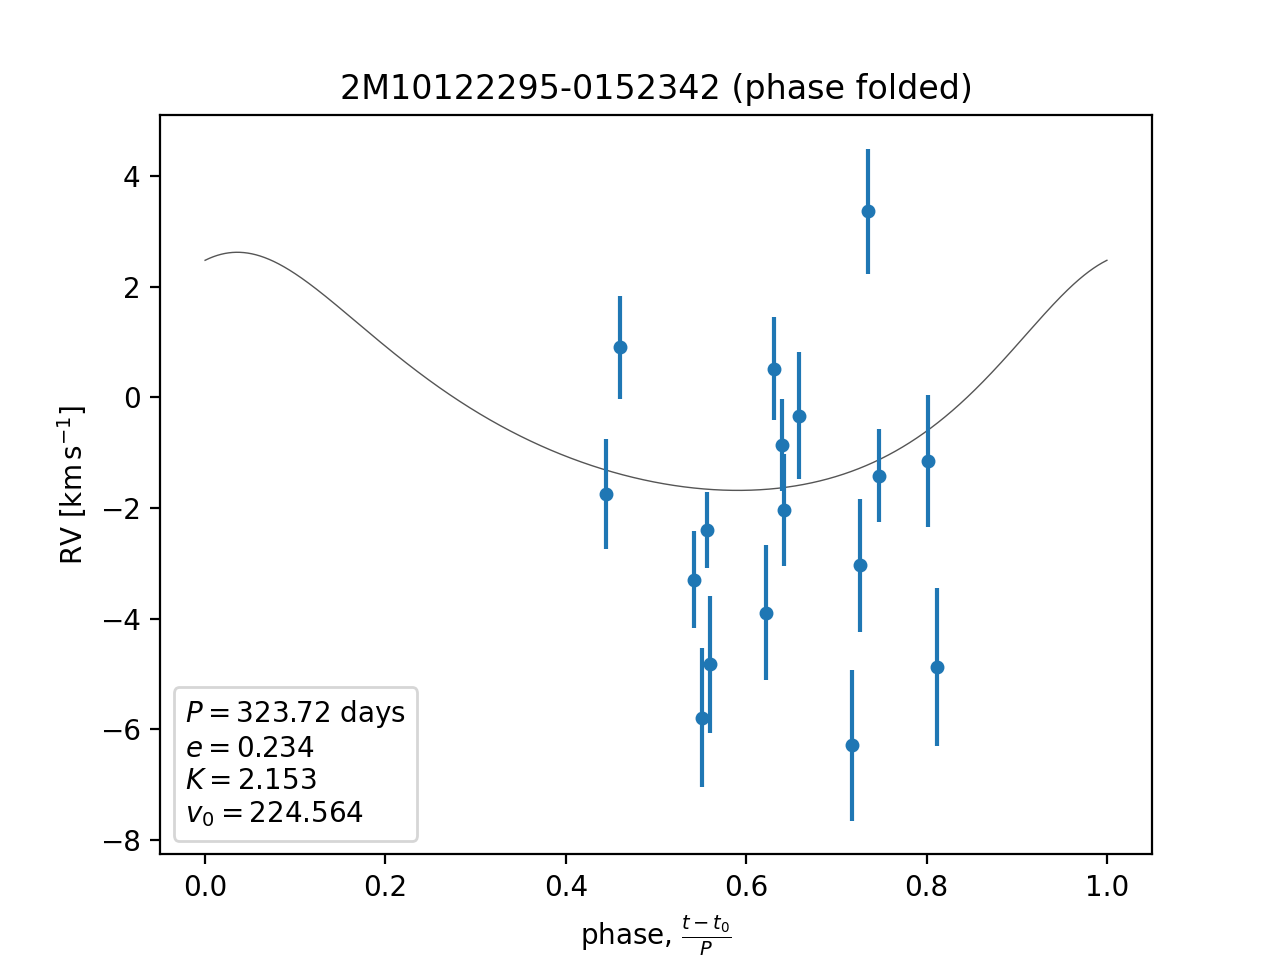 2M10122295-0152342 (phase folded)
RV [km s⁻¹]
4
2
0
−2
−4
−6
−8
P = 323.72 days
e = 0.234
K = 2.153
v₀ = 224.564
0.0 0.2 0.4 0.6 0.8 1.0
phase, (t − t₀)/P